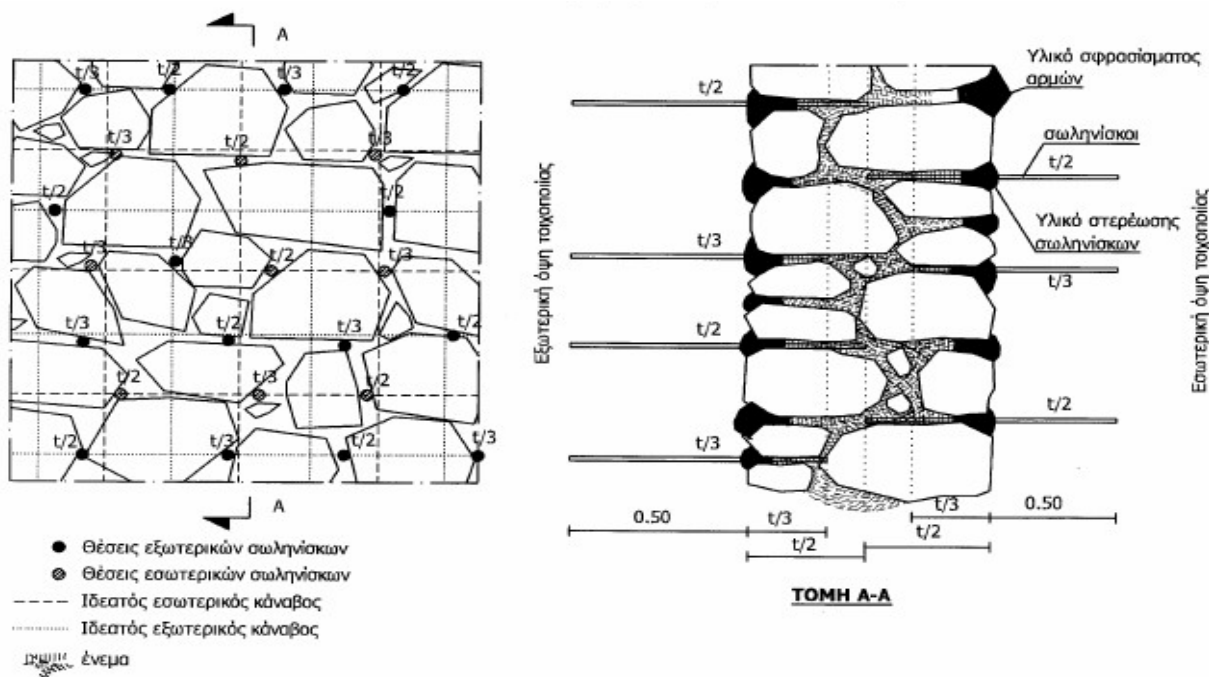 A
t/3 t/2 t/3 t/2
t/3 t/2 t/3
t/2 t/2
t/3 t/3 t/2 t/3
t/3 t/2 t/3 t/2
t/2 t/3 t/2
t/2 t/3 t/2 t/3
A
Θέσεις εξωτερικών σωληνίσκων
Θέσεις εσωτερικών σωληνίσκων
Ιδεατός εσωτερικός κάναβος
Ιδεατός εξωτερικός κάναβος
ένεμα
Εξωτερική όψη τοιχοποιίας
t/2
t/3
t/2
t/3
Υλικό σφρασίσματος
αρμών
σωληνίσκοι
t/2
Υλικό στερέωσης
σωληνίσκων
t/3
t/2
t/2
Εσωτερική όψη τοιχοποιίας
0.50 t/3 t/3 0.50
t/2 t/2
ΤΟΜΗ Α-Α